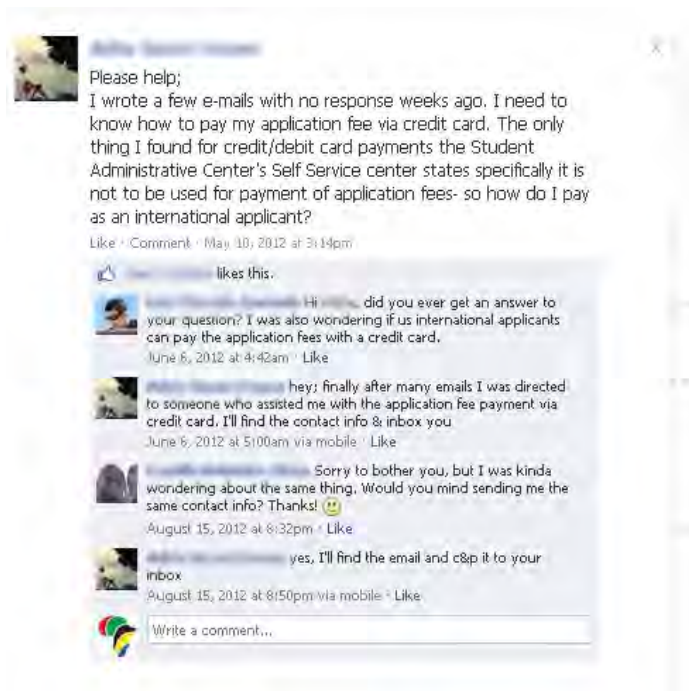 X
Please help;
I wrote a few e-mails with no response weeks ago. I need to
know how to pay my application fee via credit card. The only
thing I found for credit/debit card payments the Student
Administrative Center's Self Service center states specifically it is
not to be used for payment of application fees- so how do I pay
as an international applicant?
Like · Comment · May 10, 2012 at 3:14pm
likes this.
Hi , did you ever get an answer to
your question? I was also wondering if us international applicants
can pay the application fees with a credit card.
June 6, 2012 at 4:42am · Like
hey; finally after many emails I was directed
to someone who assisted me with the application fee payment via
credit card. I'll find the contact info & inbox you
June 6, 2012 at 5:00am via mobile · Like
Sorry to bother you, but I was kinda
wondering about the same thing. Would you mind sending me the
same contact info? Thanks!
August 15, 2012 at 8:32pm · Like
yes, I'll find the email and c&p it to your
inbox
August 15, 2012 at 8:50pm via mobile · Like
Write a comment...